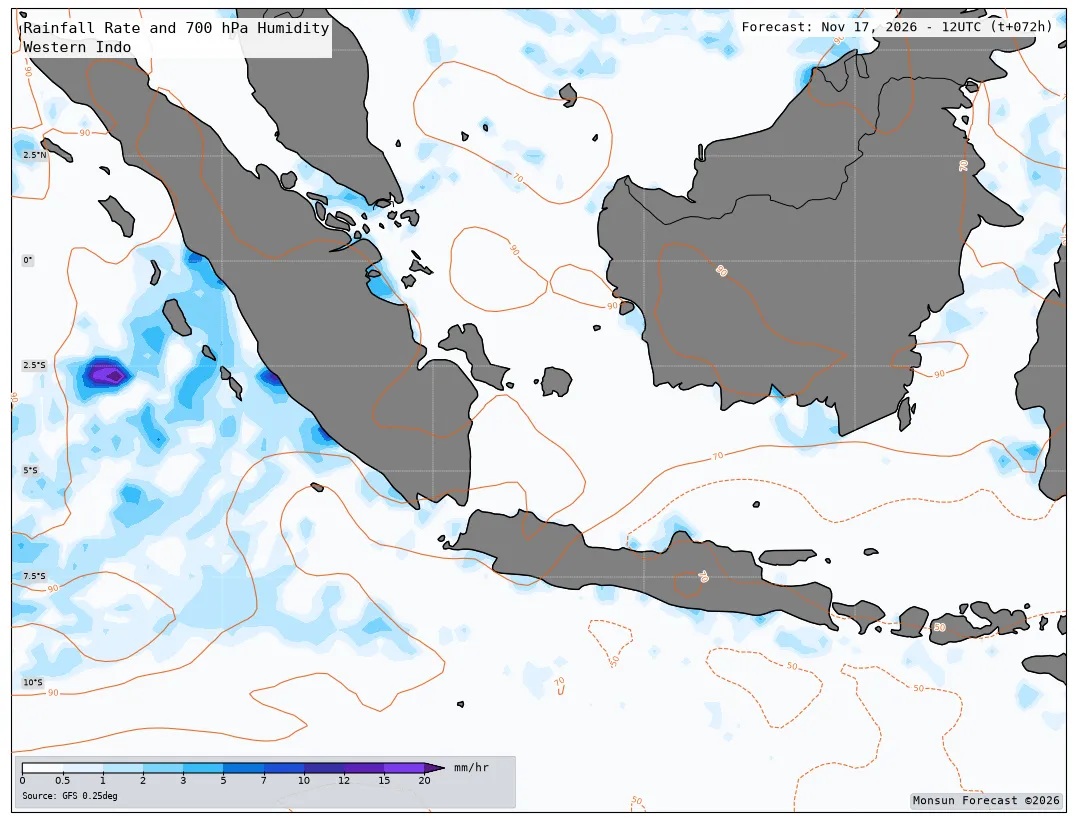 Rainfall Rate and 700 hPa Humidity
Western Indo
Forecast: Nov 17, 2026 - 12UTC (t+072h)
90
90
90
2.5°N
70
70
0°
90
90
90
2.5°S
90
90
5°S
70
7.5°S
90
70
50
50
50
50
10°S
90
70
50
0 0.5 1 2 3 5 7 10 12 15 20 mm/hr
Source: GFS 0.25deg
Monsun Forecast ©2026